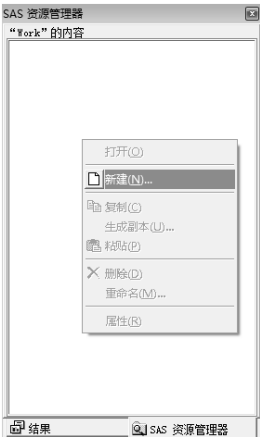 SAS 资源管理器
“Work”的内容
打开(O)
新建(N)...
复制(C)
生成副本(U)...
粘贴(P)
删除(D)
重命名(M)...
属性(R)
结果
SAS 资源管理器